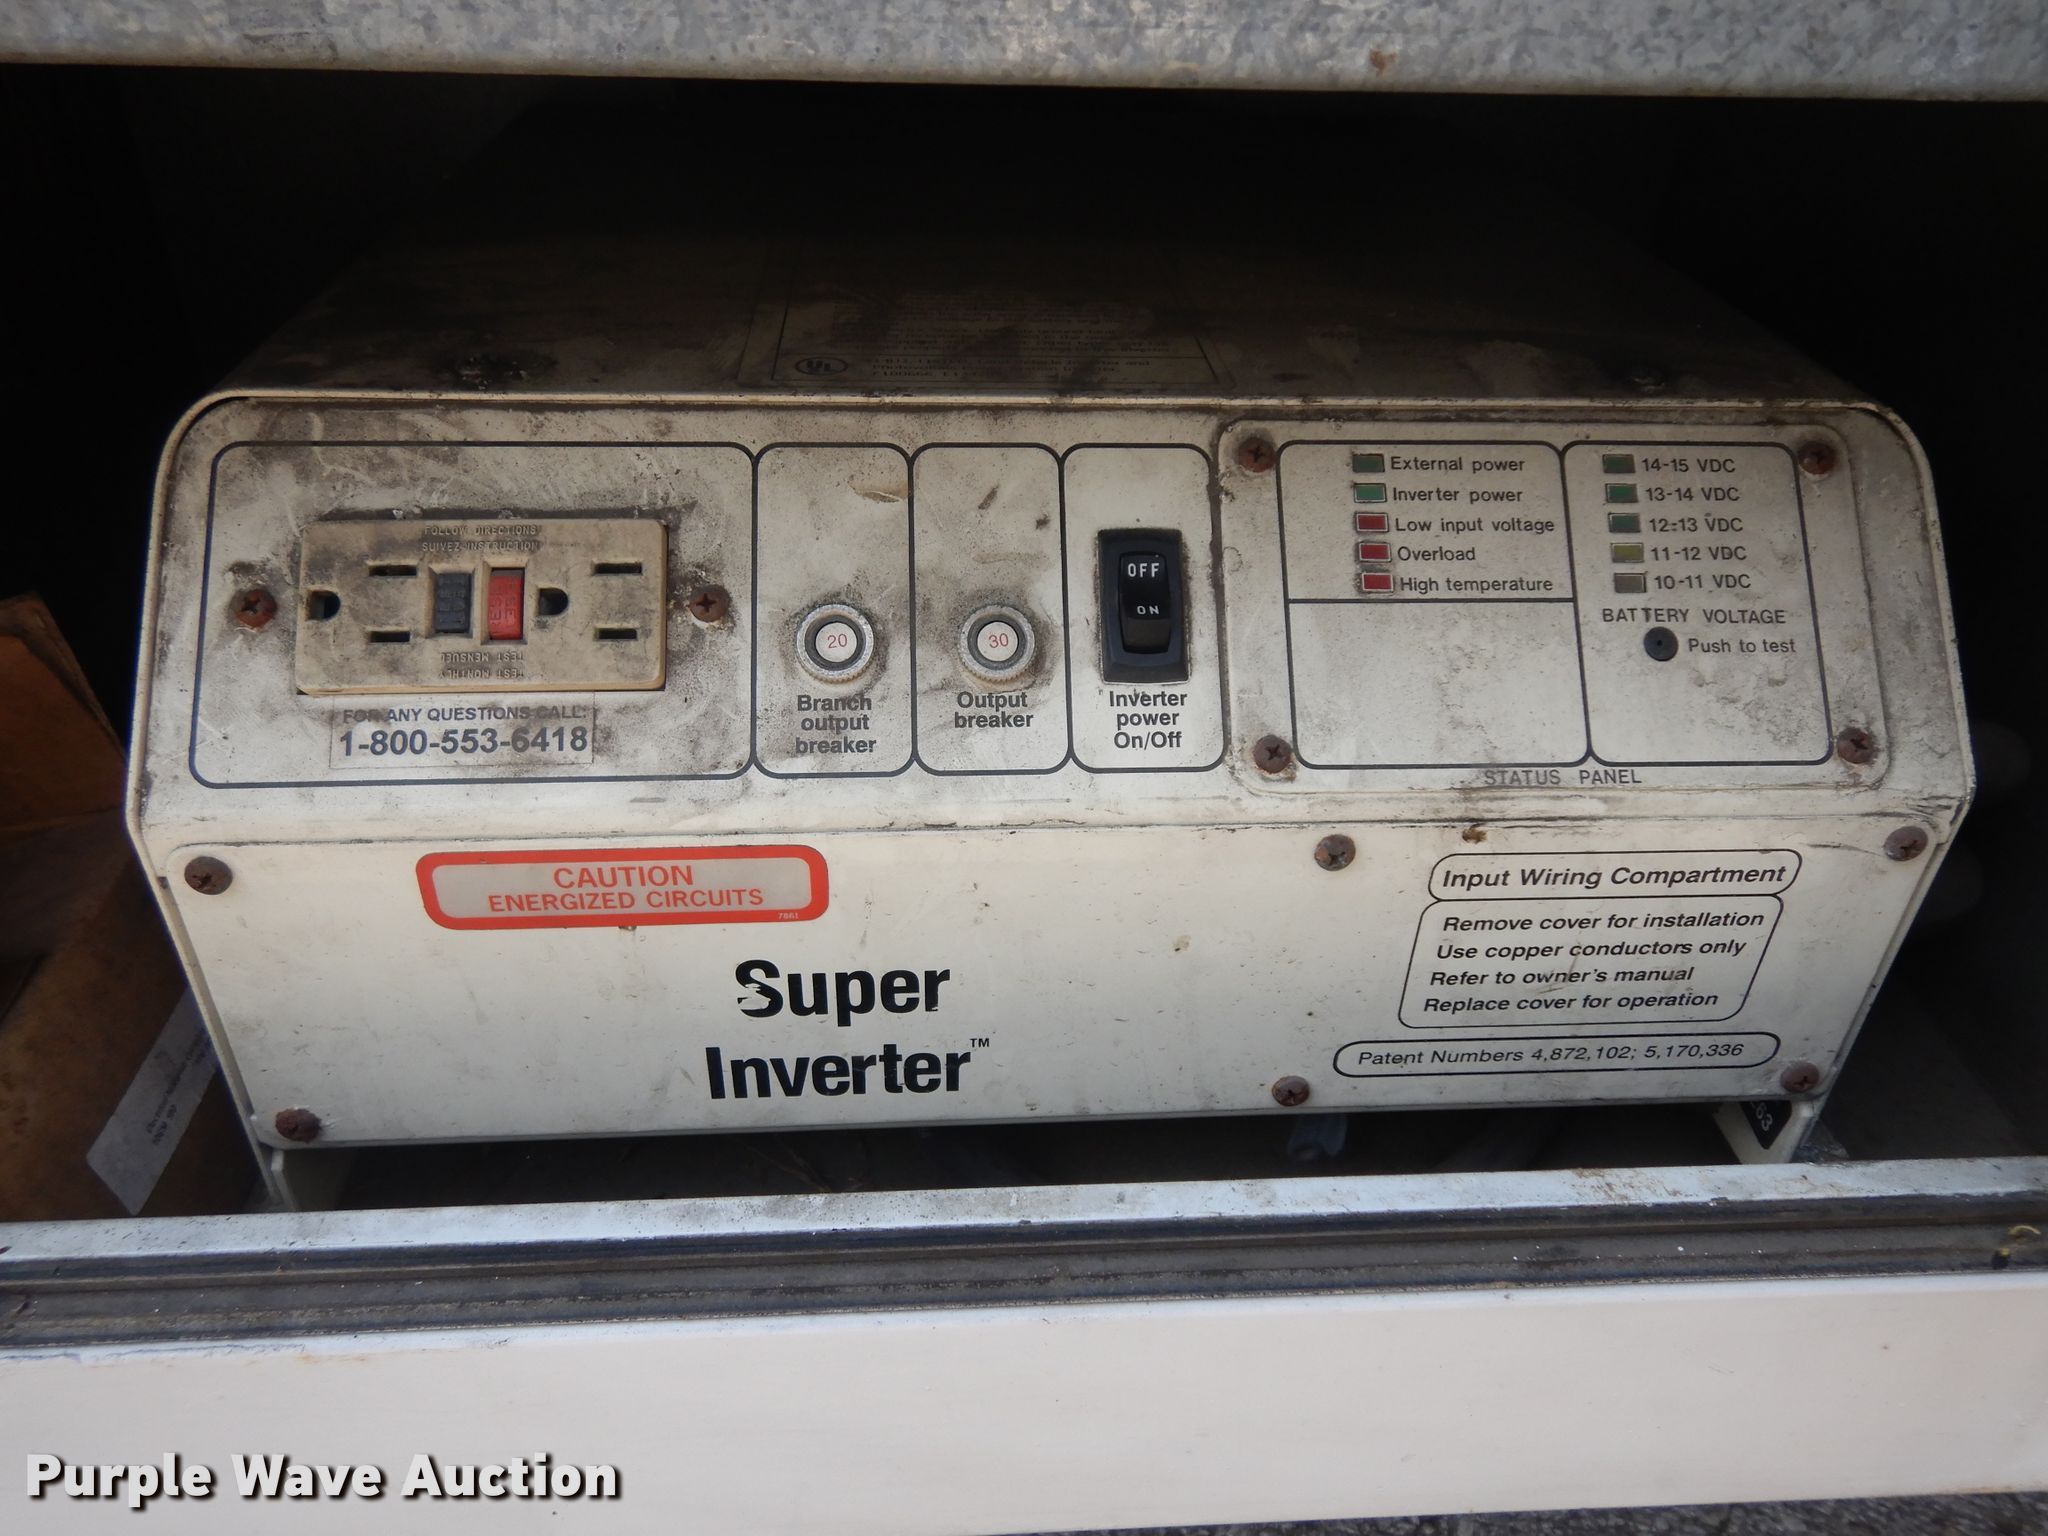 UL
FOLLOW DIRECTIONS
SUIVEZ INSTRUCTION
TEST MONTHLY
TEST MENSUEL
FOR ANY QUESTIONS CALL:
1-800-553-6418
20
Branch
output
breaker
30
Output
breaker
OFF
ON
Inverter
power
On/Off
External power
Inverter power
Low input voltage
Overload
High temperature
14-15 VDC
13-14 VDC
12-13 VDC
11-12 VDC
10-11 VDC
BATTERY VOLTAGE
Push to test
STATUS PANEL
CAUTION
ENERGIZED CIRCUITS
7861
Super
Inverter™
Input Wiring Compartment
Remove cover for installation
Use copper conductors only
Refer to owner's manual
Replace cover for operation
Patent Numbers 4,872,102; 5,170,336
Purple Wave Auction